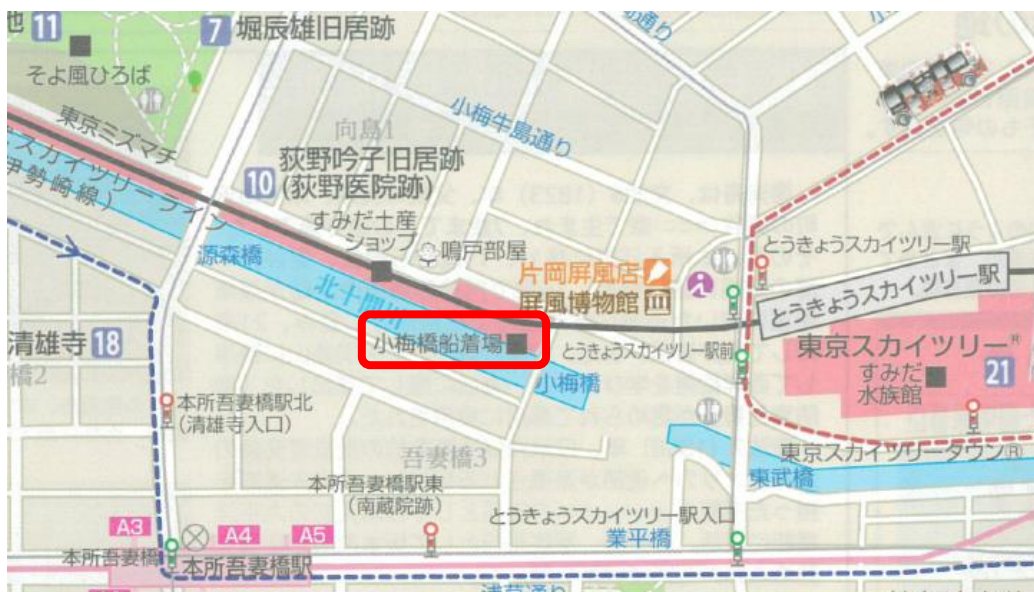 11
7 堀辰雄旧居跡
そよ風ひろば
小梅牛島通り
向島1
東京ミズマチ
スカイツリーライン
伊勢崎線)
10 荻野吟子旧居跡
(荻野医院跡)
すみだ土産
ショップ
鳴戸部屋
源森橋
北十間川
片岡屏風店
屏風博物館
とうきょうスカイツリー駅
とうきょうスカイツリー駅
清雄寺 18
小梅橋船着場
とうきょうスカイツリー駅前
東京スカイツリー®
すみだ
水族館
21
橋2
小梅橋
本所吾妻橋駅北
(清雄寺入口)
吾妻橋3
東京スカイツリータウン®
東武橋
本所吾妻橋駅東
(南蔵院跡)
とうきょうスカイツリー駅入口
業平橋
A3
A4
A5
本所吾妻橋
本所吾妻橋駅
浅草通り